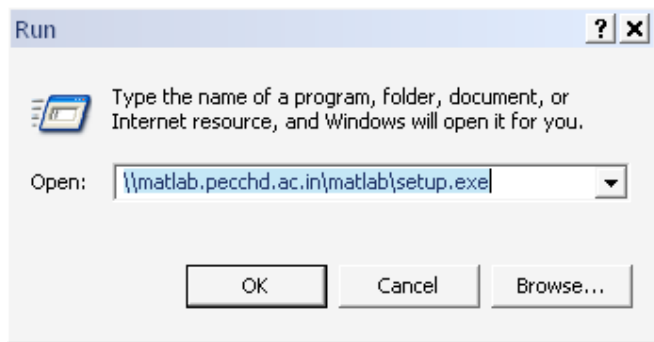 Run
Type the name of a program, folder, document, or
Internet resource, and Windows will open it for you.
Open: \\matlab.pecchd.ac.in\matlab\setup.exe
OK Cancel Browse...